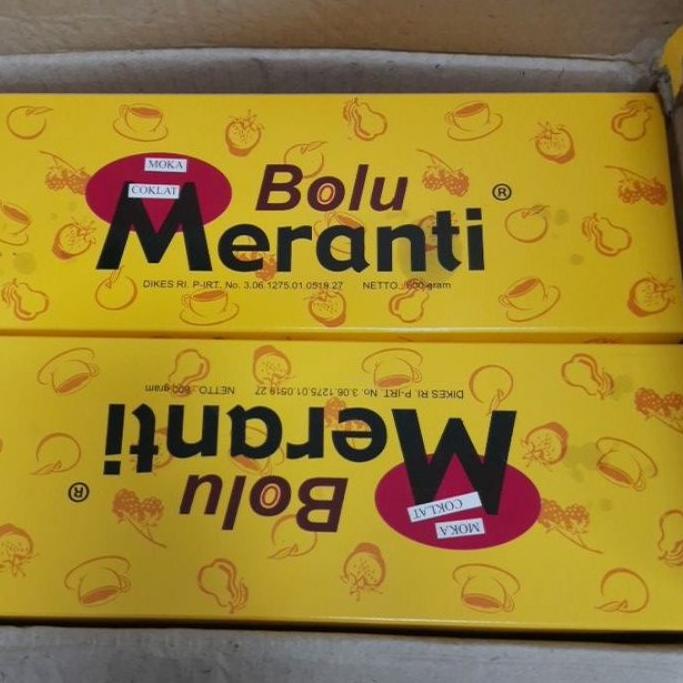 MOKA
COKLAT
Bolu
Meranti ®
DIKES RI. P-IRT. No. 3.06.1275.01.0519.27 NETTO.: 600 gram
MOKA
COKLAT
Bolu
Meranti ®
DIKES RI. P-IRT. No. 3.06.1275.01.0519.27 NETTO.: 600 gram